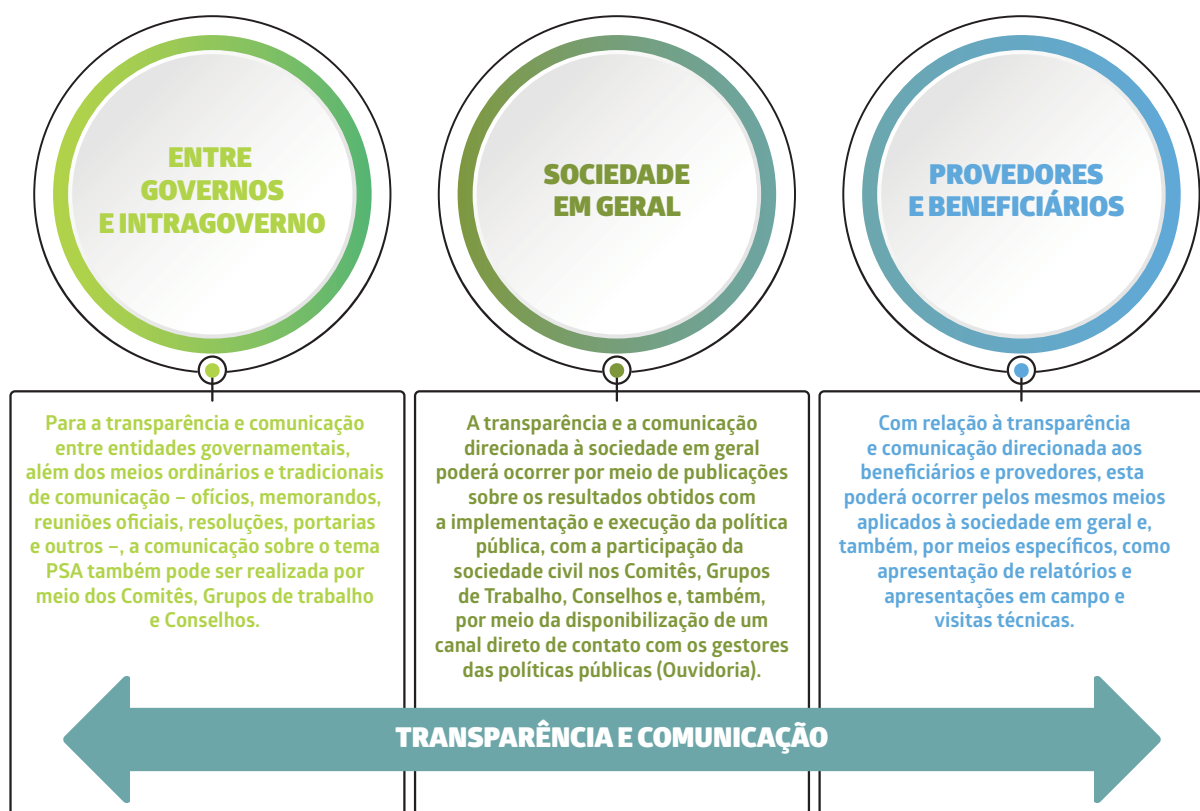 ENTRE
GOVERNOS
E INTRAGOVERNO
Para a transparência e comunicação
entre entidades governamentais,
além dos meios ordinários e tradicionais
de comunicação – ofícios, memorandos,
reuniões oficiais, resoluções, portarias
e outros –, a comunicação sobre o tema
PSA também pode ser realizada por
meio dos Comitês, Grupos de trabalho
e Conselhos.
SOCIEDADE
EM GERAL
A transparência e a comunicação
direcionada à sociedade em geral
poderá ocorrer por meio de publicações
sobre os resultados obtidos com
a implementação e execução da política
pública, com a participação da
sociedade civil nos Comitês, Grupos
de Trabalho, Conselhos e, também,
por meio da disponibilização de um
canal direto de contato com os gestores
das políticas públicas (Ouvidoria).
PROVEDORES
E BENEFICIÁRIOS
Com relação à transparência
e comunicação direcionada aos
beneficiários e provedores, esta
poderá ocorrer pelos mesmos meios
aplicados à sociedade em geral e,
também, por meios específicos, como
apresentação de relatórios e
apresentações em campo e
visitas técnicas.
TRANSPARÊNCIA E COMUNICAÇÃO